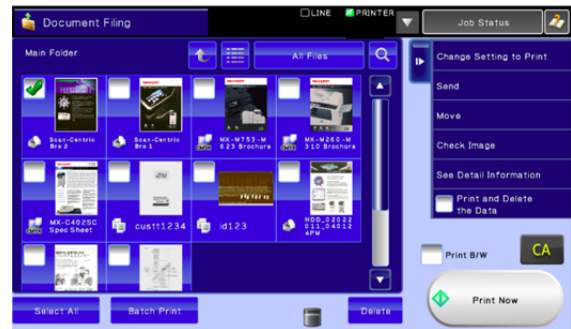 Document Filing
LINE
PRINTER
Job Status
Main Folder
All Files
Scan-Centric
Bro 2
Scan-Centric
Bro 1
MX-M753-M
623 Brochure
MX-M260-M
310 Brochure
MX-C402SC
Spec Sheet
custt1234
id123
HDD_02022
011_04012
4PW
Change Setting to Print
Send
Move
Check Image
See Detail Information
Print and Delete
the Data
Print B/W
CA
Print Now
Select All
Batch Print
Delete